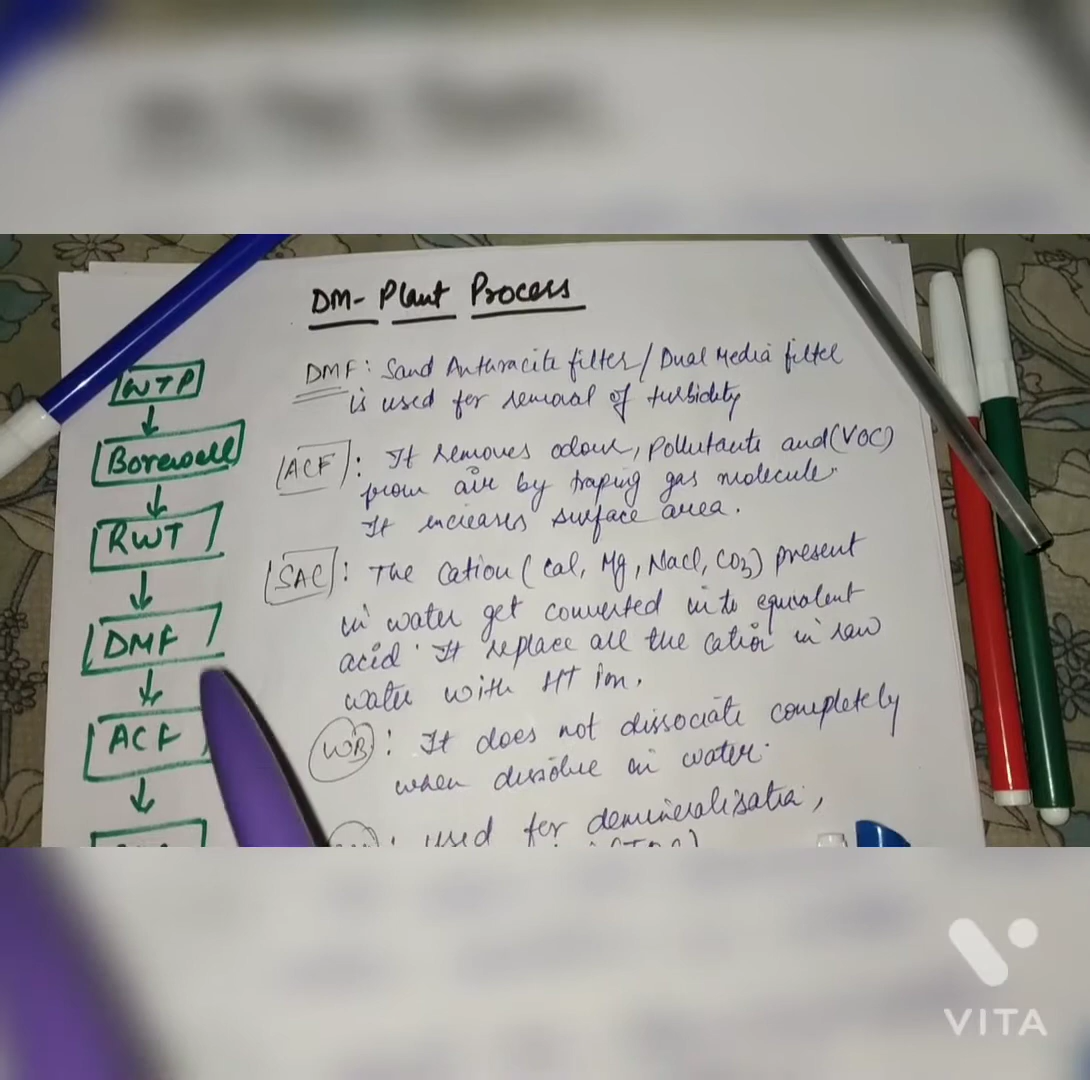 DM- Plant Process
WTP
Borewell
RWT
DMF
ACF
DMF : Sand Anthracite filter / Dual Media filter
is used for removal of turbidity
ACF : It removes odour, pollutants and (VOC)
from air by traping gas molecule.
It increases surface area.
SAC : The cation ( Cal, Mg, Nacl, CO3) present
in water get converted into equivalent
acid. It replace all the cation in raw
water with H+ ion.
WB : It does not dissociate completely
when dissolve in water.
: used for demineralisation,
VITA